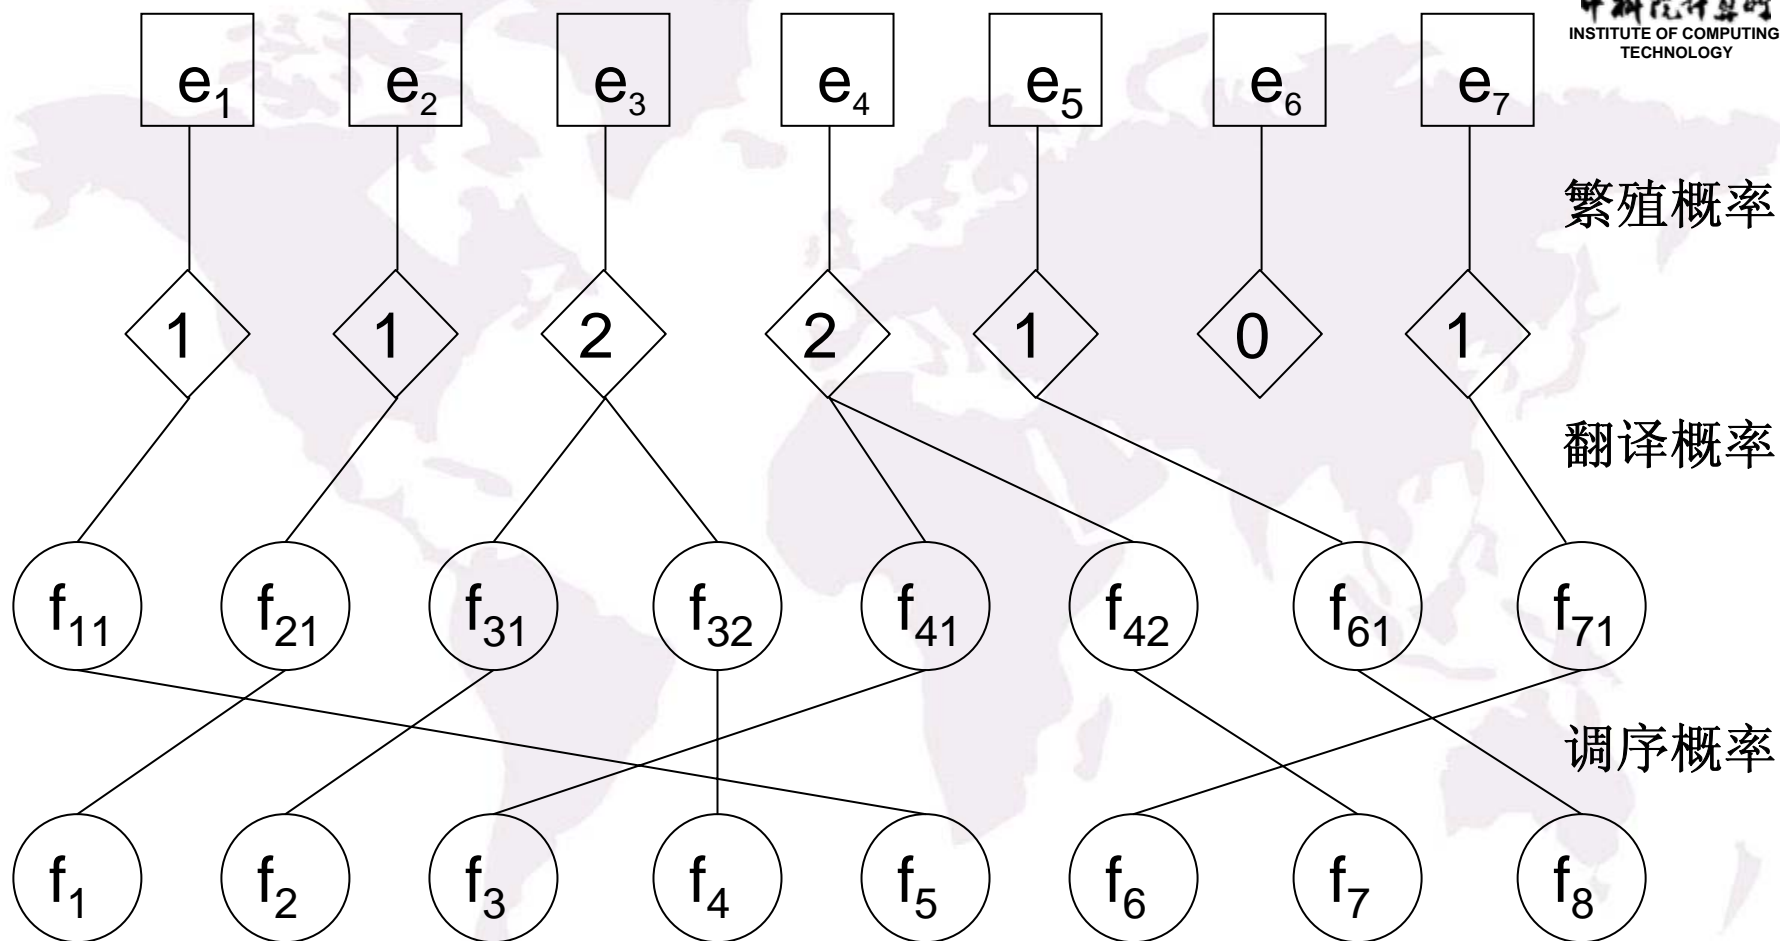 INSTITUTE OF COMPUTING
TECHNOLOGY
e₁ e₂ e₃ e₄ e₅ e₆ e₇
繁殖概率
1 1 2 2 1 0 1
翻译概率
f₁₁ f₂₁ f₃₁ f₃₂ f₄₁ f₄₂ f₆₁ f₇₁
调序概率
f₁ f₂ f₃ f₄ f₅ f₆ f₇ f₈